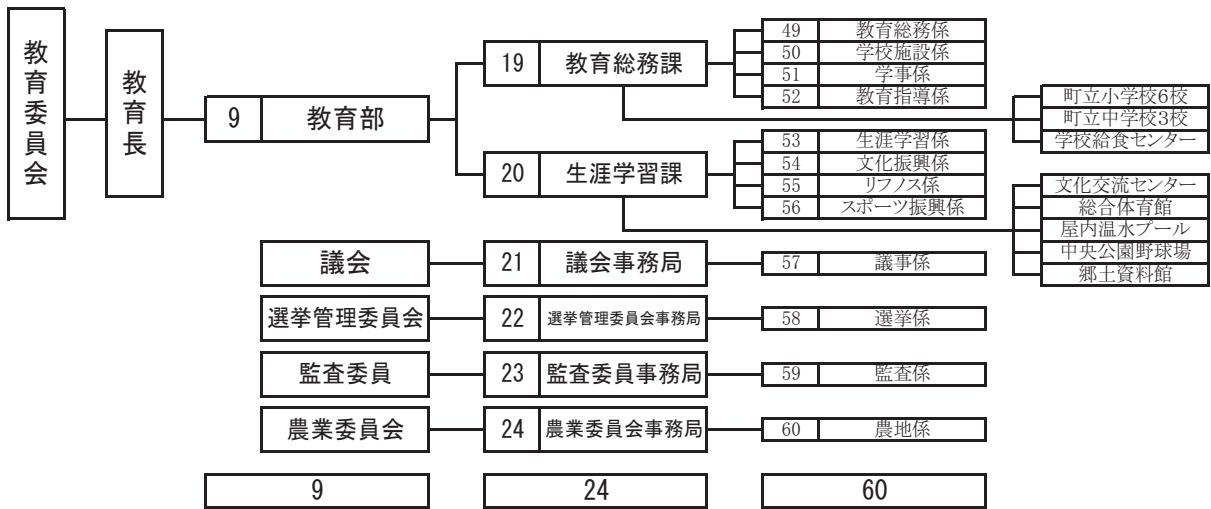 教育委員会
教育長
9 教育部
19 教育総務課
49 教育総務係
50 学校施設係
51 学事係
52 教育指導係
町立小学校6校
町立中学校3校
学校給食センター
20 生涯学習課
53 生涯学習係
54 文化振興係
55 リフノス係
56 スポーツ振興係
文化交流センター
総合体育館
屋内温水プール
中央公園野球場
郷土資料館
議会 21 議会事務局 57 議事係
選挙管理委員会 22 選挙管理委員会事務局 58 選挙係
監査委員 23 監査委員事務局 59 監査係
農業委員会 24 農業委員会事務局 60 農地係
9 24 60